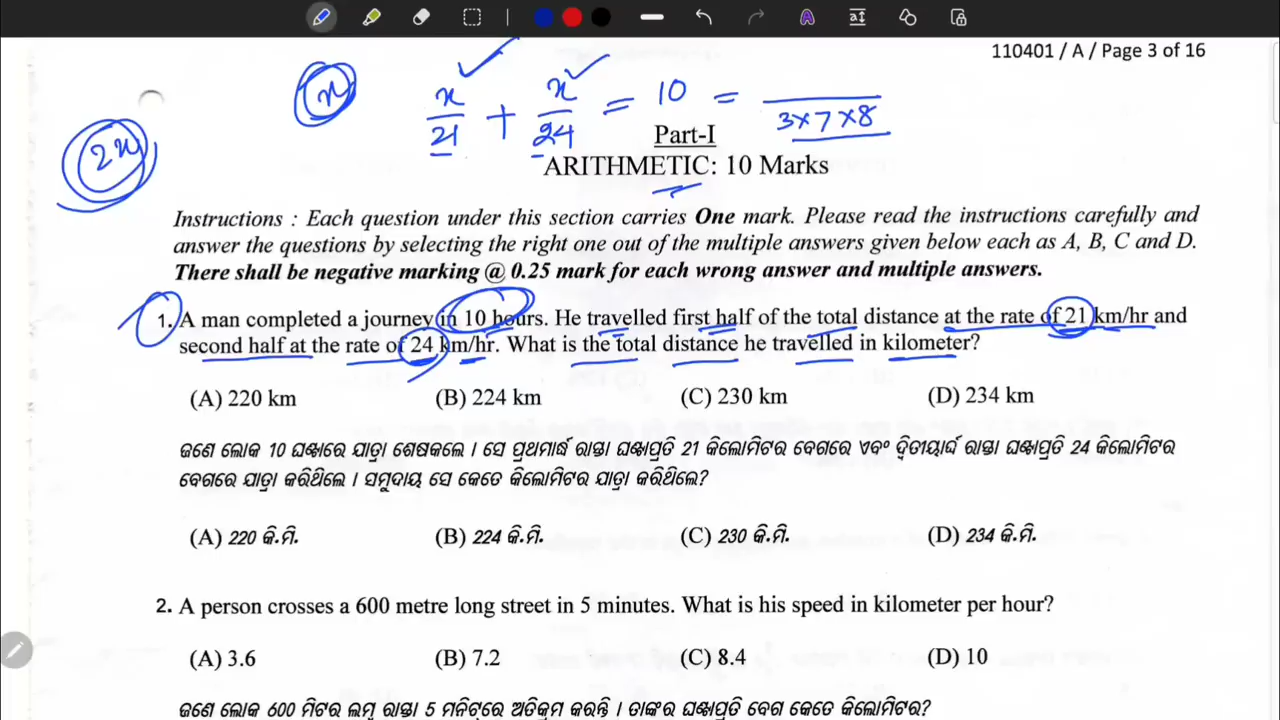 110401 / A / Page 3 of 16
x
x/21 + x/24 = 10 = 3×7×8
2x
Part-I
ARITHMETIC: 10 Marks
Instructions : Each question under this section carries One mark. Please read the instructions carefully and
answer the questions by selecting the right one out of the multiple answers given below each as A, B, C and D.
There shall be negative marking @ 0.25 mark for each wrong answer and multiple answers.
1. A man completed a journey in 10 hours. He travelled first half of the total distance at the rate of 21 km/hr and
second half at the rate of 24 km/hr. What is the total distance he travelled in kilometer?
(A) 220 km (B) 224 km (C) 230 km (D) 234 km
ଜଣେ ଲୋକ 10 ଘଣ୍ଟାରେ ଯାତ୍ରା ଶେଷକଲେ । ସେ ପ୍ରଥମାର୍ଦ୍ଧ ରାସ୍ତା ଘଣ୍ଟାପ୍ରତି 21 କିଲୋମିଟର ବେଗରେ ଏବଂ ଦ୍ୱିତୀୟାର୍ଦ୍ଧ ରାସ୍ତା ଘଣ୍ଟାପ୍ରତି 24 କିଲୋମିଟର
ବେଗରେ ଯାତ୍ରା କରିଥିଲେ । ସମୁଦାୟ ସେ କେତେ କିଲୋମିଟର ଯାତ୍ରା କରିଥିଲେ?
(A) 220 କି.ମି. (B) 224 କି.ମି. (C) 230 କି.ମି. (D) 234 କି.ମି.
2. A person crosses a 600 metre long street in 5 minutes. What is his speed in kilometer per hour?
(A) 3.6 (B) 7.2 (C) 8.4 (D) 10
ଜଣେ ଲୋକ 600 ମିଟର ଲମ୍ବ ରାସ୍ତା 5 ମିନିଟ୍‌ରେ ଅତିକ୍ରମ କରନ୍ତି । ତାଙ୍କର ଘଣ୍ଟାପ୍ରତି ବେଗ କେତେ କିଲୋମିଟର?